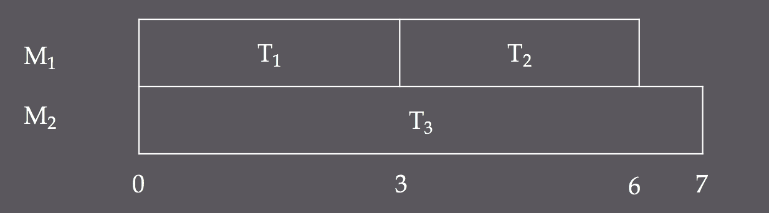 M₁ T₁ T₂
M₂ T₃
0 3 6 7